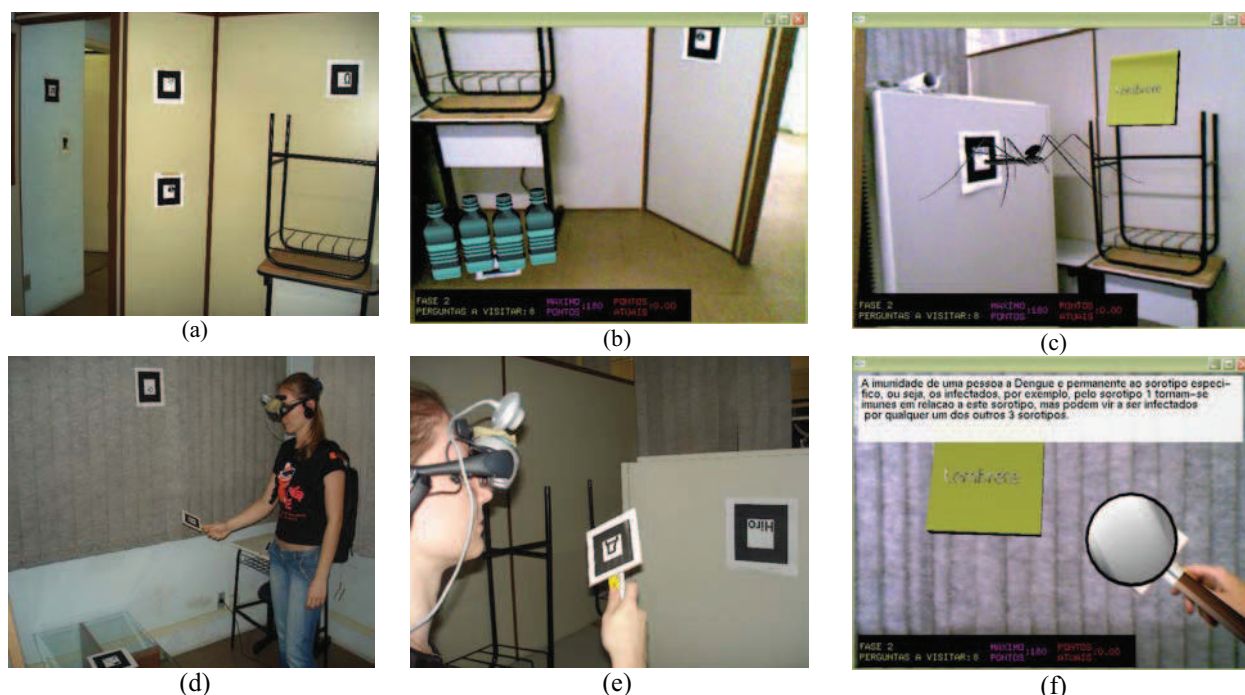 (a)
FASE 2
PERGUNTAS A VISITAR:8
MAXIMO PONTOS :180
PONTOS ATUAIS :0.00
(b)
Lembrete
FASE 2
PERGUNTAS A VISITAR:8
MAXIMO PONTOS :180
PONTOS ATUAIS :0.00
(c)
(d)
Hiro
(e)
A imunidade de uma pessoa a Dengue e permanente ao sorotipo especi-
fico, ou seja, os infectados, por exemplo, pelo sorotipo 1 tornam-se
imunes em relacao a este sorotipo, mas podem vir a ser infectados
por qualquer um dos outros 3 sorotipos.
Lembrete
FASE 2
PERGUNTAS A VISITAR:8
MAXIMO PONTOS :180
PONTOS ATUAIS :0.00
(f)